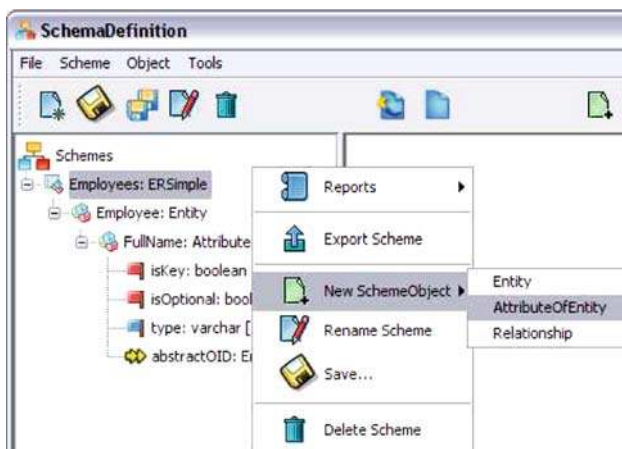 SchemaDefinition
File Scheme Object Tools
Schemes
Employees: ERSimple
Employee: Entity
FullName: Attribute
isKey: boolean
isOptional: bool
type: varchar [
abstractOID: E
Reports
Export Scheme
New SchemeObject
Rename Scheme
Save...
Delete Scheme
Entity
AttributeOfEntity
Relationship